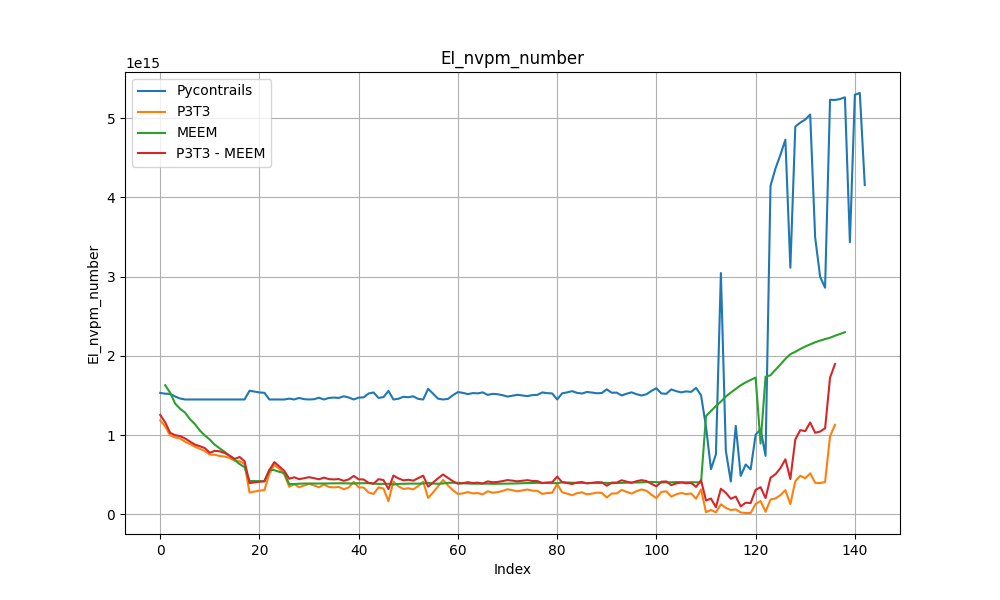 EI_nvpm_number
1e15
Pycontrails
P3T3
MEEM
P3T3 - MEEM
EI_nvpm_number
5
4
3
2
1
0
0 20 40 60 80 100 120 140
Index